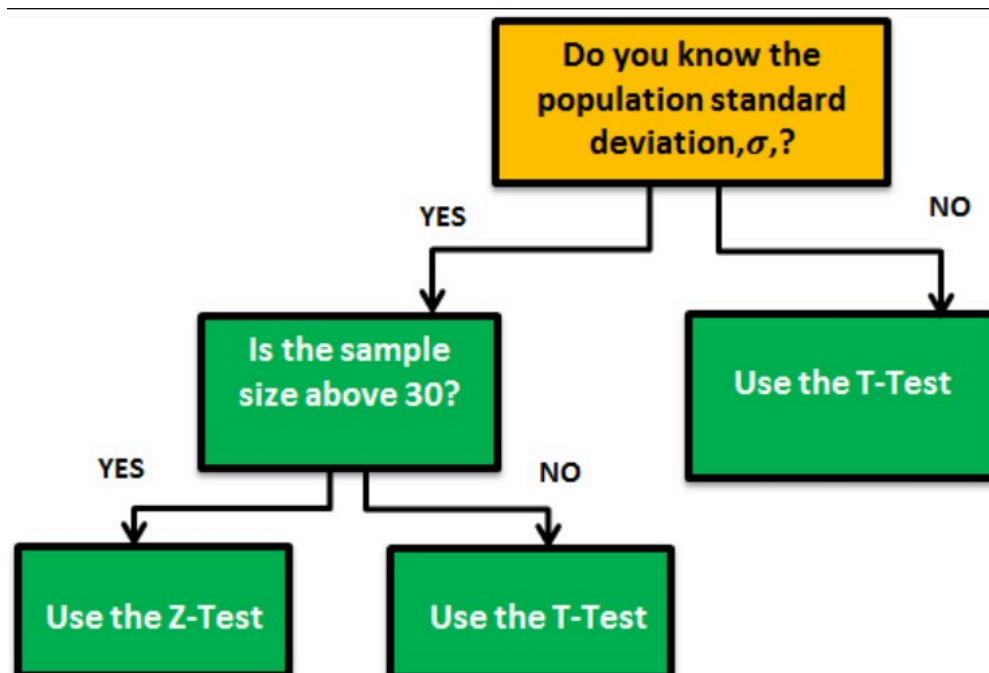 Do you know the
population standard
deviation,σ,?
YES
NO
Is the sample
size above 30?
Use the T-Test
YES
NO
Use the Z-Test
Use the T-Test